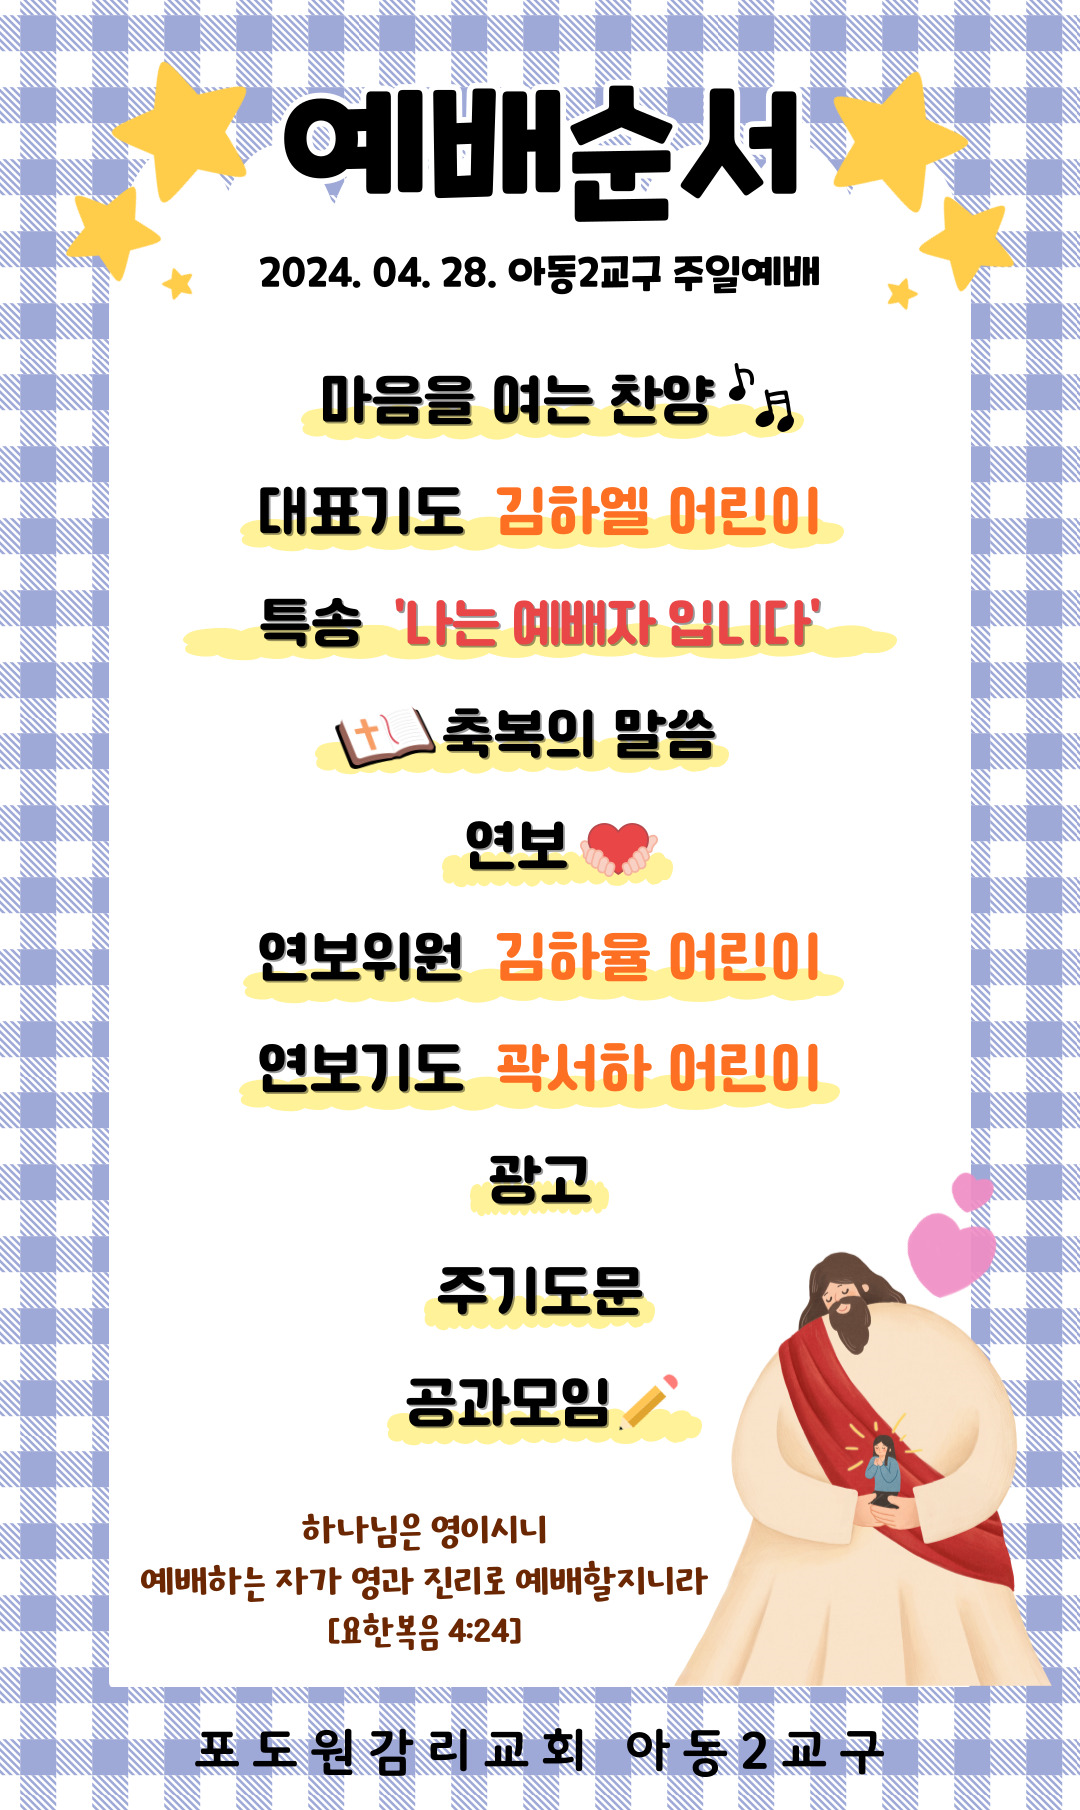 예배순서
2024. 04. 28. 아동2교구 주일예배
마음을 여는 찬양
대표기도 김하엘 어린이
특송 '나는 예배자 입니다'
축복의 말씀
연보
연보위원 김하율 어린이
연보기도 곽서하 어린이
광고
주기도문
공과모임
하나님은 영이시니
예배하는 자가 영과 진리로 예배할지니라
[요한복음 4:24]
포도원감리교회 아동2교구